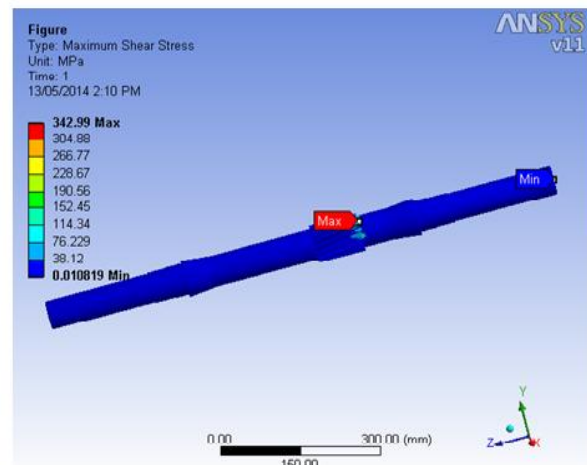 Figure
Type: Maximum Shear Stress
Unit: MPa
Time: 1
13/05/2014 2:10 PM
ANSYS
v11
342.99 Max
304.88
266.77
228.67
190.56
152.45
114.34
76.229
38.12
0.010819 Min
Max
Min
0.00
300.00 (mm)
150.00
Y
Z
X